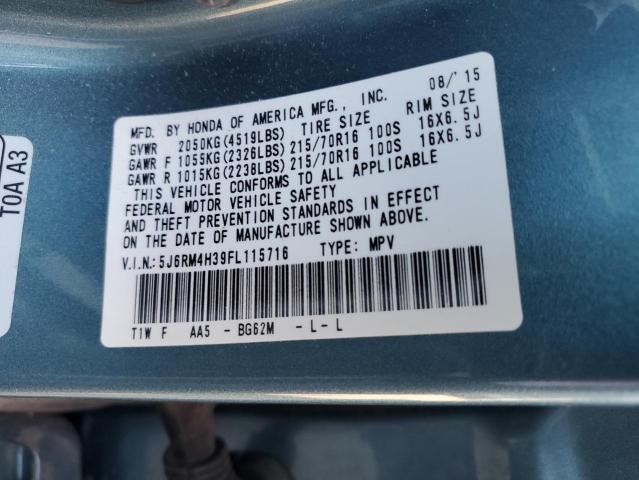 08/'15
MFD. BY HONDA OF AMERICA MFG., INC.
GVWR 2050KG(4519LBS) TIRE SIZE RIM SIZE
GAWR F 1055KG(2326LBS) 215/70R16 100S 16X6.5J
GAWR R 1015KG(2238LBS) 215/70R16 100S 16X6.5J
THIS VEHICLE CONFORMS TO ALL APPLICABLE
FEDERAL MOTOR VEHICLE SAFETY
AND THEFT PREVENTION STANDARDS IN EFFECT
ON THE DATE OF MANUFACTURE SHOWN ABOVE.
V.I.N.: 5J6RM4H39FL115716 TYPE: MPV
T1W F AA5 - BG62M - L - L
TOA A3